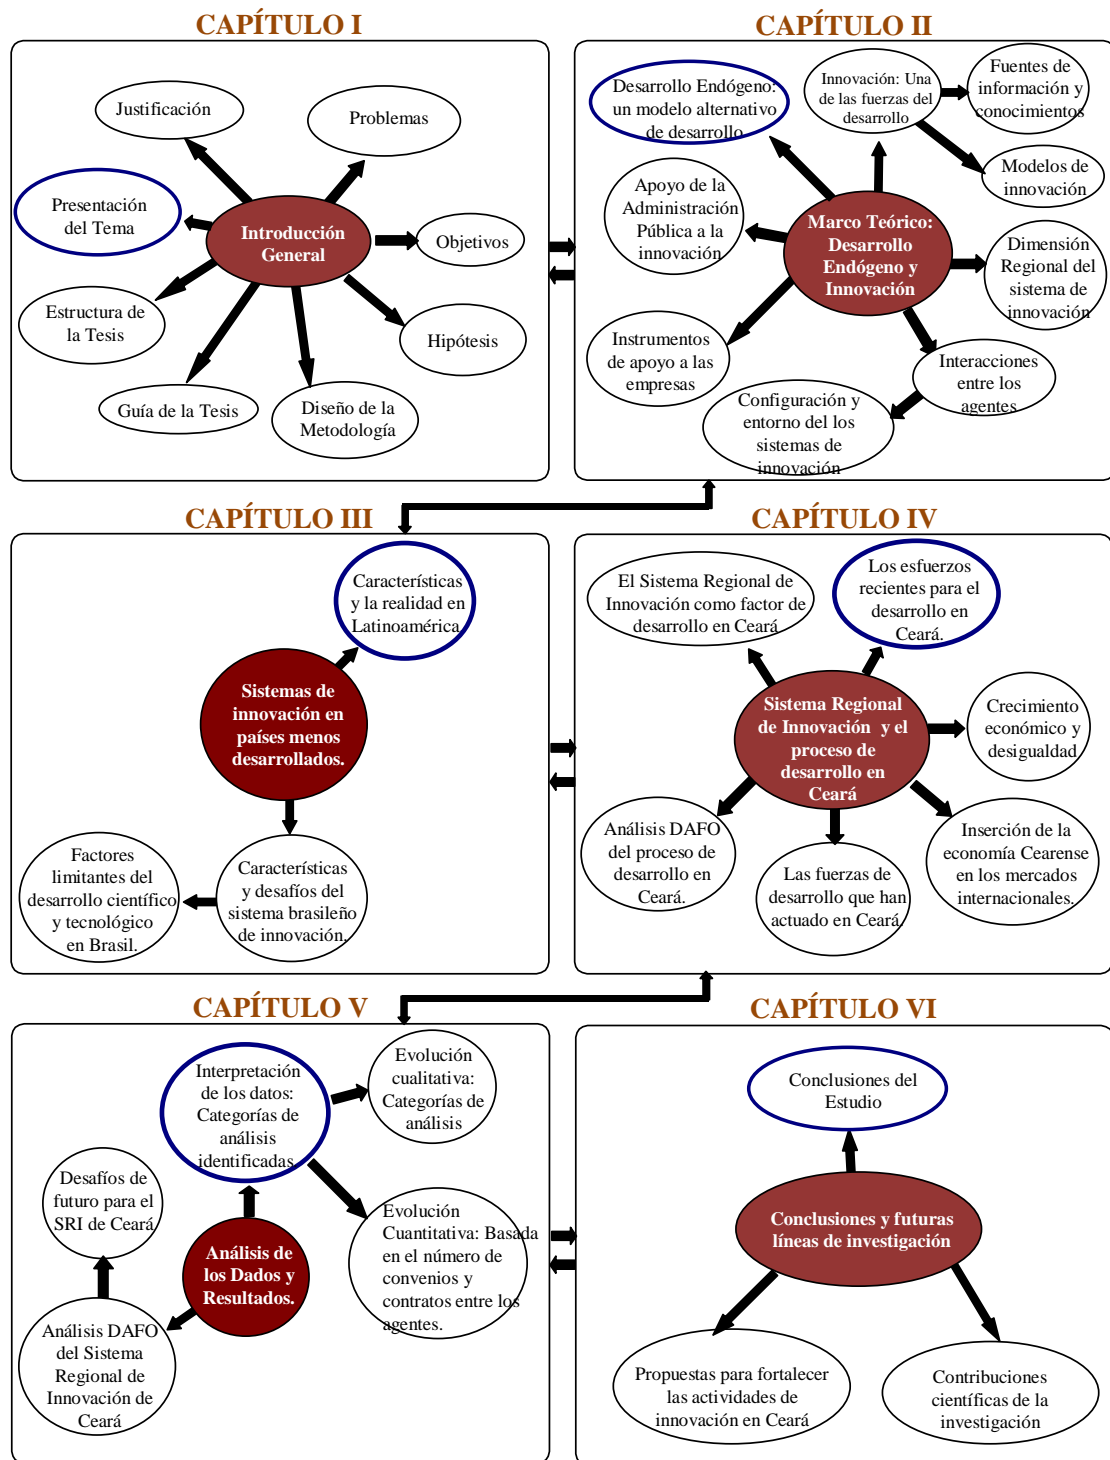 CAPÍTULO I
Justificación
Problemas
Presentación
del Tema
Introducción
General
Objetivos
Estructura de
la Tesis
Hipótesis
Guía de la Tesis
Diseño de la
Metodología
CAPÍTULO II
Desarrollo Endógeno:
un modelo alternativo
de desarrollo
Innovación: Una
de las fuerzas del
desarrollo
Fuentes de
información y
conocimientos
Modelos de
innovación
Apoyo de la
Administración
Pública a la
innovación
Marco Teórico:
Desarrollo
Endógeno y
Innovación
Dimensión
Regional del
sistema de
innovación
Instrumentos
de apoyo a las
empresas
Interacciones
entre los
agentes
Configuración y
entorno del los
sistemas de
innovación
CAPÍTULO III
Características
y la realidad en
Latinoamérica.
Sistemas de
innovación en
países menos
desarrollados.
Factores
limitantes del
desarrollo científico
y tecnológico
en Brasil.
Características
y desafíos del
sistema brasileño
de innovación.
CAPÍTULO IV
El Sistema Regional de
Innovación como factor de
desarrollo en Ceará
Los esfuerzos
recientes para el
desarrollo en
Ceará.
Sistema Regional
de Innovación y el
proceso de
desarrollo en
Ceará
Crecimiento
económico y
desigualdad
Análisis DAFO
del proceso de
desarrollo en
Ceará.
Las fuerzas de
desarrollo que han
actuado en Ceará.
Inserción de la
economía Cearense
en los mercados
internacionales.
CAPÍTULO V
Interpretación
de los datos:
Categorías de
análisis
identificadas
Evolución
cualitativa:
Categorías de
análisis
Desafíos de
futuro para el
SRI de Ceará
Análisis de
los Dados y
Resultados.
Evolución
Cuantitativa: Basada
en el número de
convenios y
contratos entre los
agentes.
Análisis DAFO
del Sistema
Regional de
Innovación de
Ceará
CAPÍTULO VI
Conclusiones del
Estudio
Conclusiones y futuras
líneas de investigación
Propuestas para fortalecer
las actividades de
innovación en Ceará
Contribuciones
científicas de la
investigación